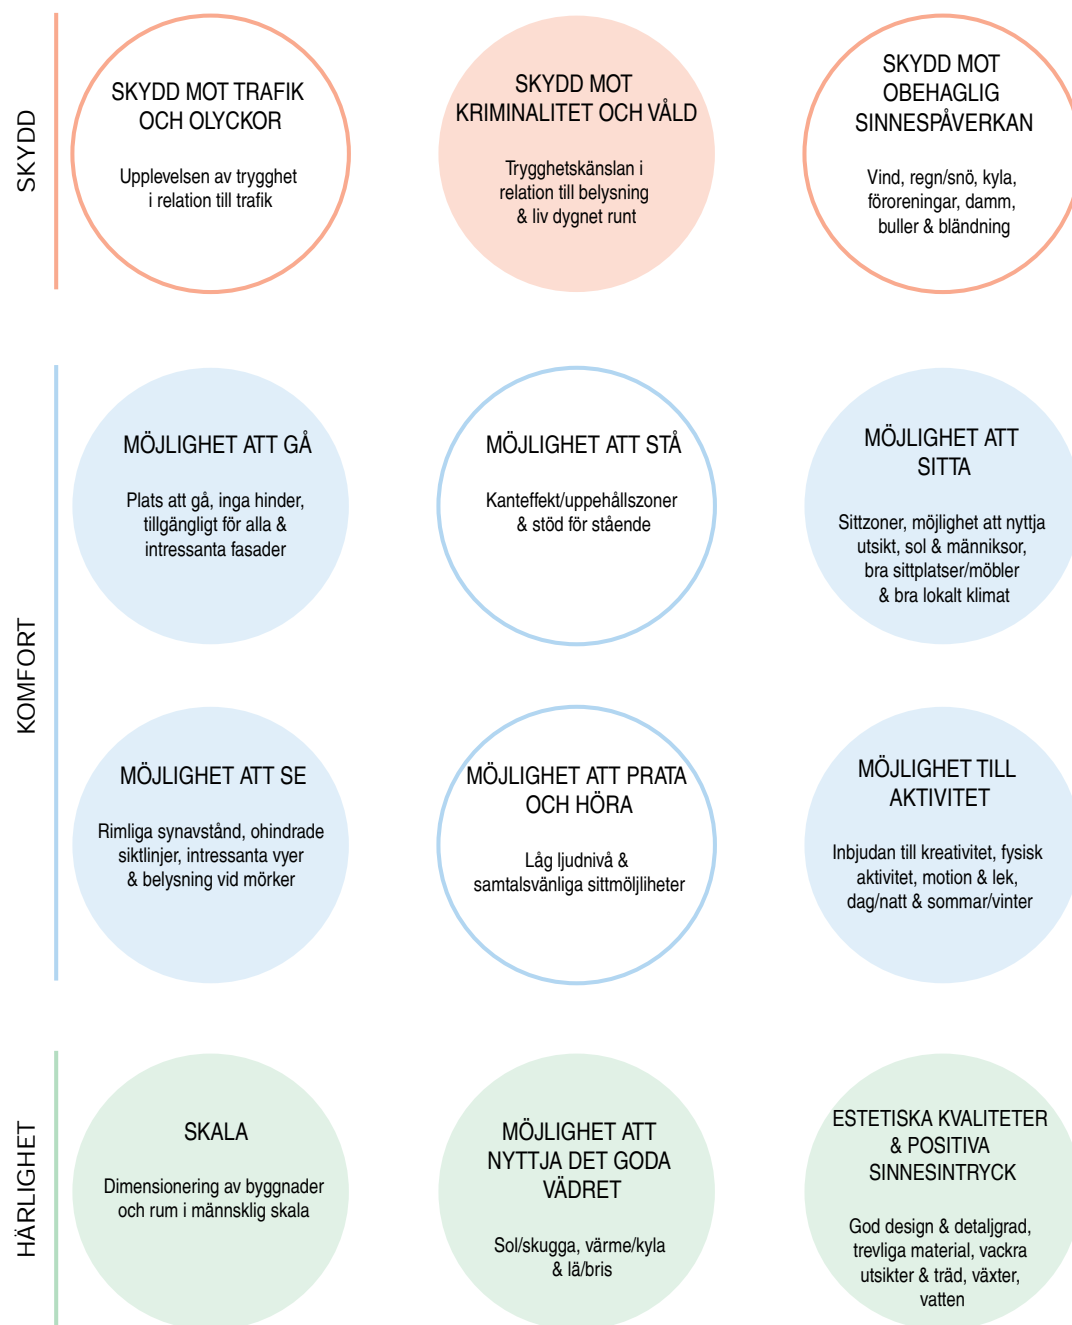 SKYDD
SKYDD MOT TRAFIK
OCH OLYCKOR
Upplevelsen av trygghet
i relation till trafik
SKYDD MOT
KRIMINALITET OCH VÅLD
Trygghetskänslan i
relation till belysning
& liv dygnet runt
SKYDD MOT
OBEHAGLIG
SINNESPÅVERKAN
Vind, regn/snö, kyla,
föroreningar, damm,
buller & bländning
KOMFORT
MÖJLIGHET ATT GÅ
Plats att gå, inga hinder,
tillgängligt för alla &
intressanta fasader
MÖJLIGHET ATT STÅ
Kanteffekt/uppehållszoner
& stöd för stående
MÖJLIGHET ATT
SITTA
Sittzoner, möjlighet att nyttja
utsikt, sol & männiksor,
bra sittplatser/möbler
& bra lokalt klimat
MÖJLIGHET ATT SE
Rimliga synavstånd, ohindrade
siktlinjer, intressanta vyer
& belysning vid mörker
MÖJLIGHET ATT PRATA
OCH HÖRA
Låg ljudnivå &
samtalsvänliga sittmöljliheter
MÖJLIGHET TILL
AKTIVITET
Inbjudan till kreativitet, fysisk
aktivitet, motion & lek,
dag/natt & sommar/vinter
HÄRLIGHET
SKALA
Dimensionering av byggnader
och rum i männsklig skala
MÖJLIGHET ATT
NYTTJA DET GODA
VÄDRET
Sol/skugga, värme/kyla
& lä/bris
ESTETISKA KVALITETER
& POSITIVA
SINNESINTRYCK
God design & detaljgrad,
trevliga material, vackra
utsikter & träd, växter,
vatten